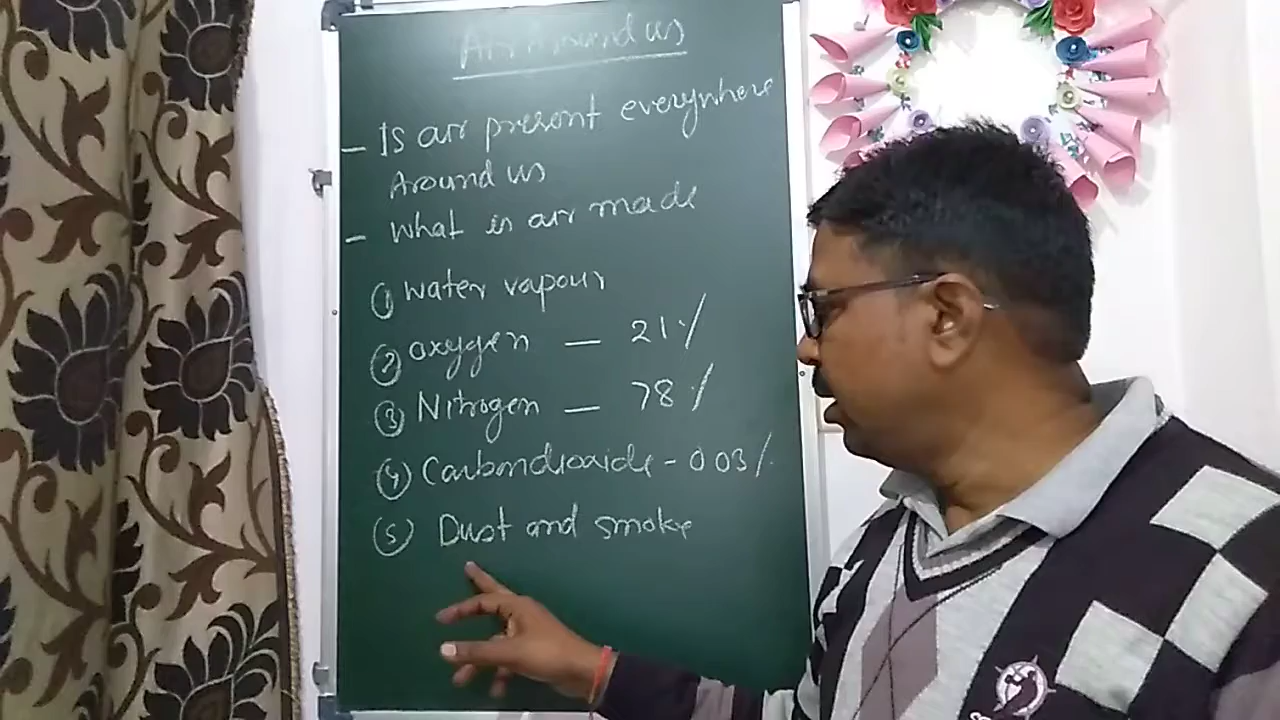 Air around us
– Is air present everywhere
Around us
– What is air made
① Water vapour
② Oxygen — 21%
③ Nitrogen — 78%
④ Carbondioxide - 0.03%
⑤ Dust and smoke